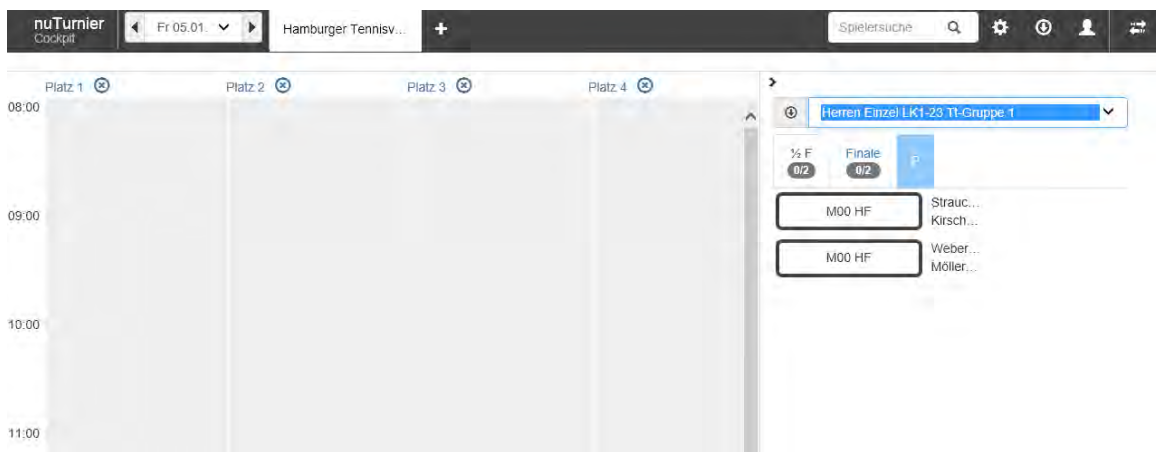 nuTurnier
Cockpit
Fr 05.01.
Hamburger Tennisv...
Spielersuche
Platz 1
Platz 2
Platz 3
Platz 4
08:00
09:00
10:00
11:00
Herren Einzel LK1-23 Tt-Gruppe 1
½ F
0/2
Finale
0/2
P
M00 HF
Strauc...
Kirsch...
M00 HF
Weber...
Möller...